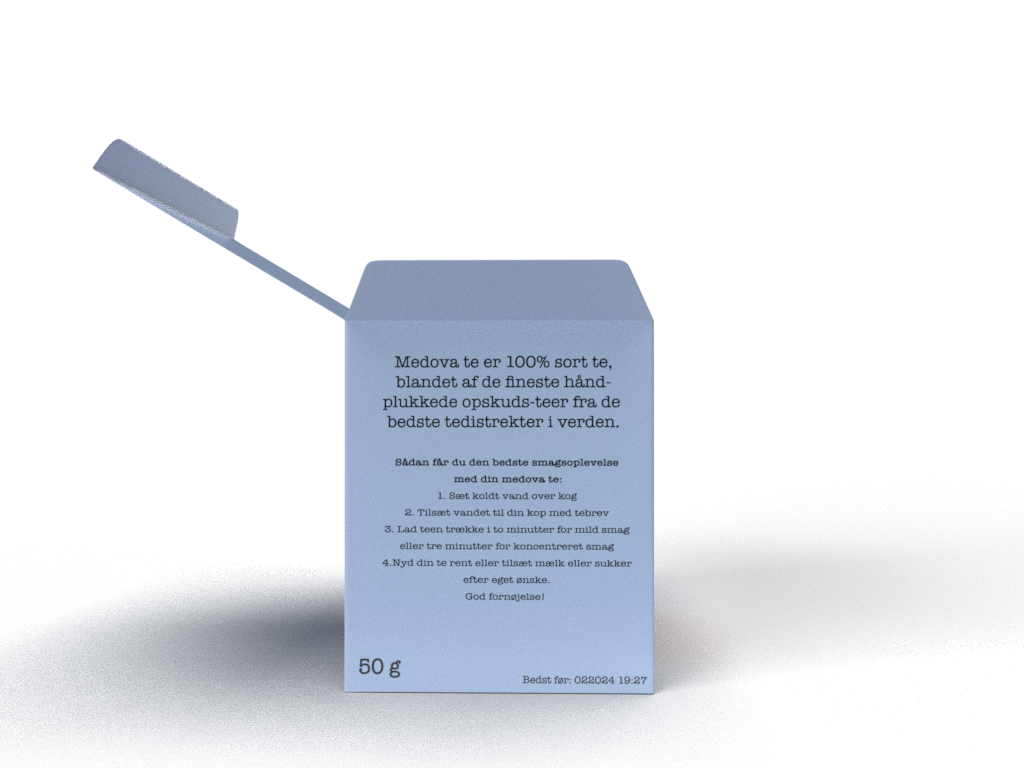 Medova te er 100% sort te,
blandet af de fineste hånd-
plukkede opskuds-teer fra de
bedste tedistrekter i verden.
Sådan får du den bedste smagsoplevelse
med din medova te:
1. Sæt koldt vand over kog
2. Tilsæt vandet til din kop med tebrev
3. Lad teen trække i to minutter for mild smag
eller tre minutter for koncentreret smag
4.Nyd din te rent eller tilsæt mælk eller sukker
efter eget ønske.
God fornøjelse!
50 g
Bedst før: 022024 19:27